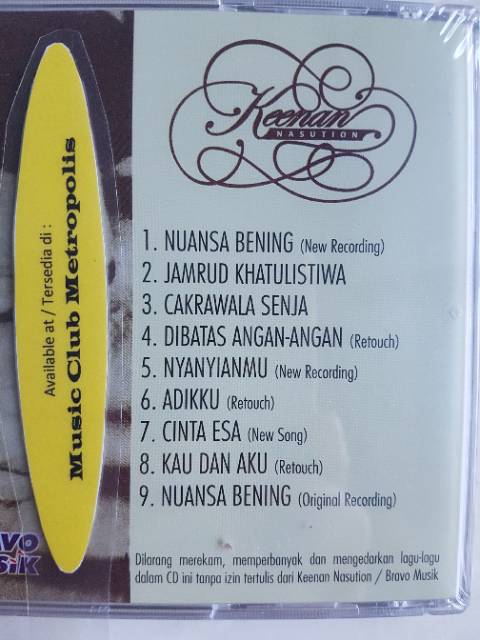 Keenan
NASUTION
1. NUANSA BENING (New Recording)
2. JAMRUD KHATULISTIWA
3. CAKRAWALA SENJA
4. DIBATAS ANGAN-ANGAN (Retouch)
5. NYANYIANMU (New Recording)
6. ADIKKU (Retouch)
7. CINTA ESA (New Song)
8. KAU DAN AKU (Retouch)
9. NUANSA BENING (Original Recording)
Dilarang merekam, memperbanyak dan mengedarkan lagu-lagu
dalam CD ini tanpa izin tertulis dari Keenan Nasution / Bravo Musik
Available at / Tersedia di :
Music Club Metropolis